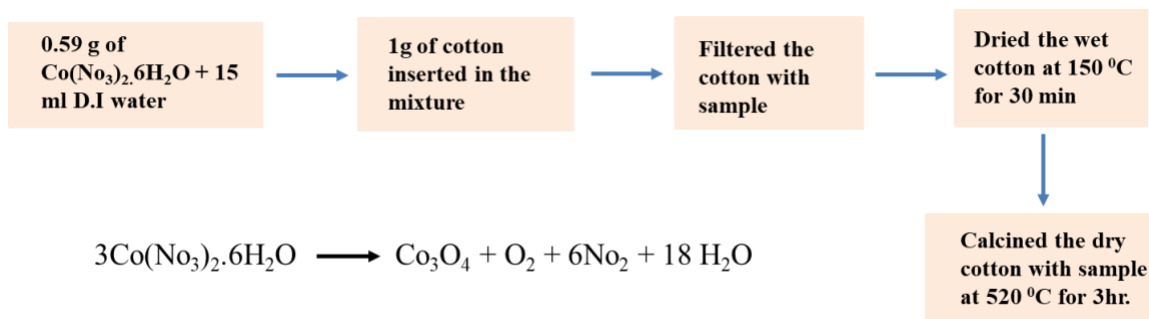 0.59 g of
Co(No₃)₂.6H₂O + 15
ml D.I water
1g of cotton
inserted in the
mixture
Filtered the
cotton with
sample
Dried the wet
cotton at 150 ⁰C
for 30 min
Calcined the dry
cotton with sample
at 520 ⁰C for 3hr.
3Co(No₃)₂.6H₂O ⟶ Co₃O₄ + O₂ + 6No₂ + 18 H₂O